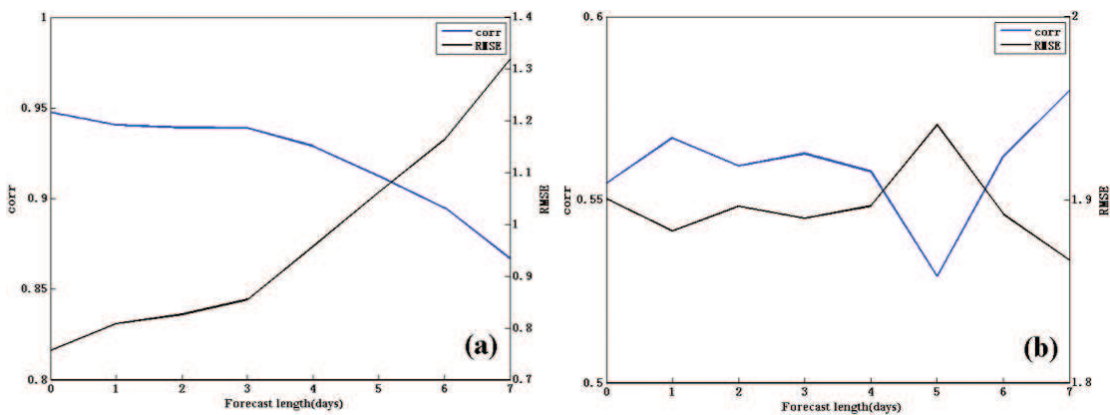 1
0.95
0.9
0.85
0.8
corr
0 1 2 3 4 5 6 7
Forecast length(days)
1.4
1.3
1.2
1.1
1
0.9
0.8
0.7
RMSE
corr
RMSE
(a)
0.6
0.55
0.5
corr
0 1 2 3 4 5 6 7
Forecast length(days)
2
1.9
1.8
RMSE
corr
RMSE
(b)